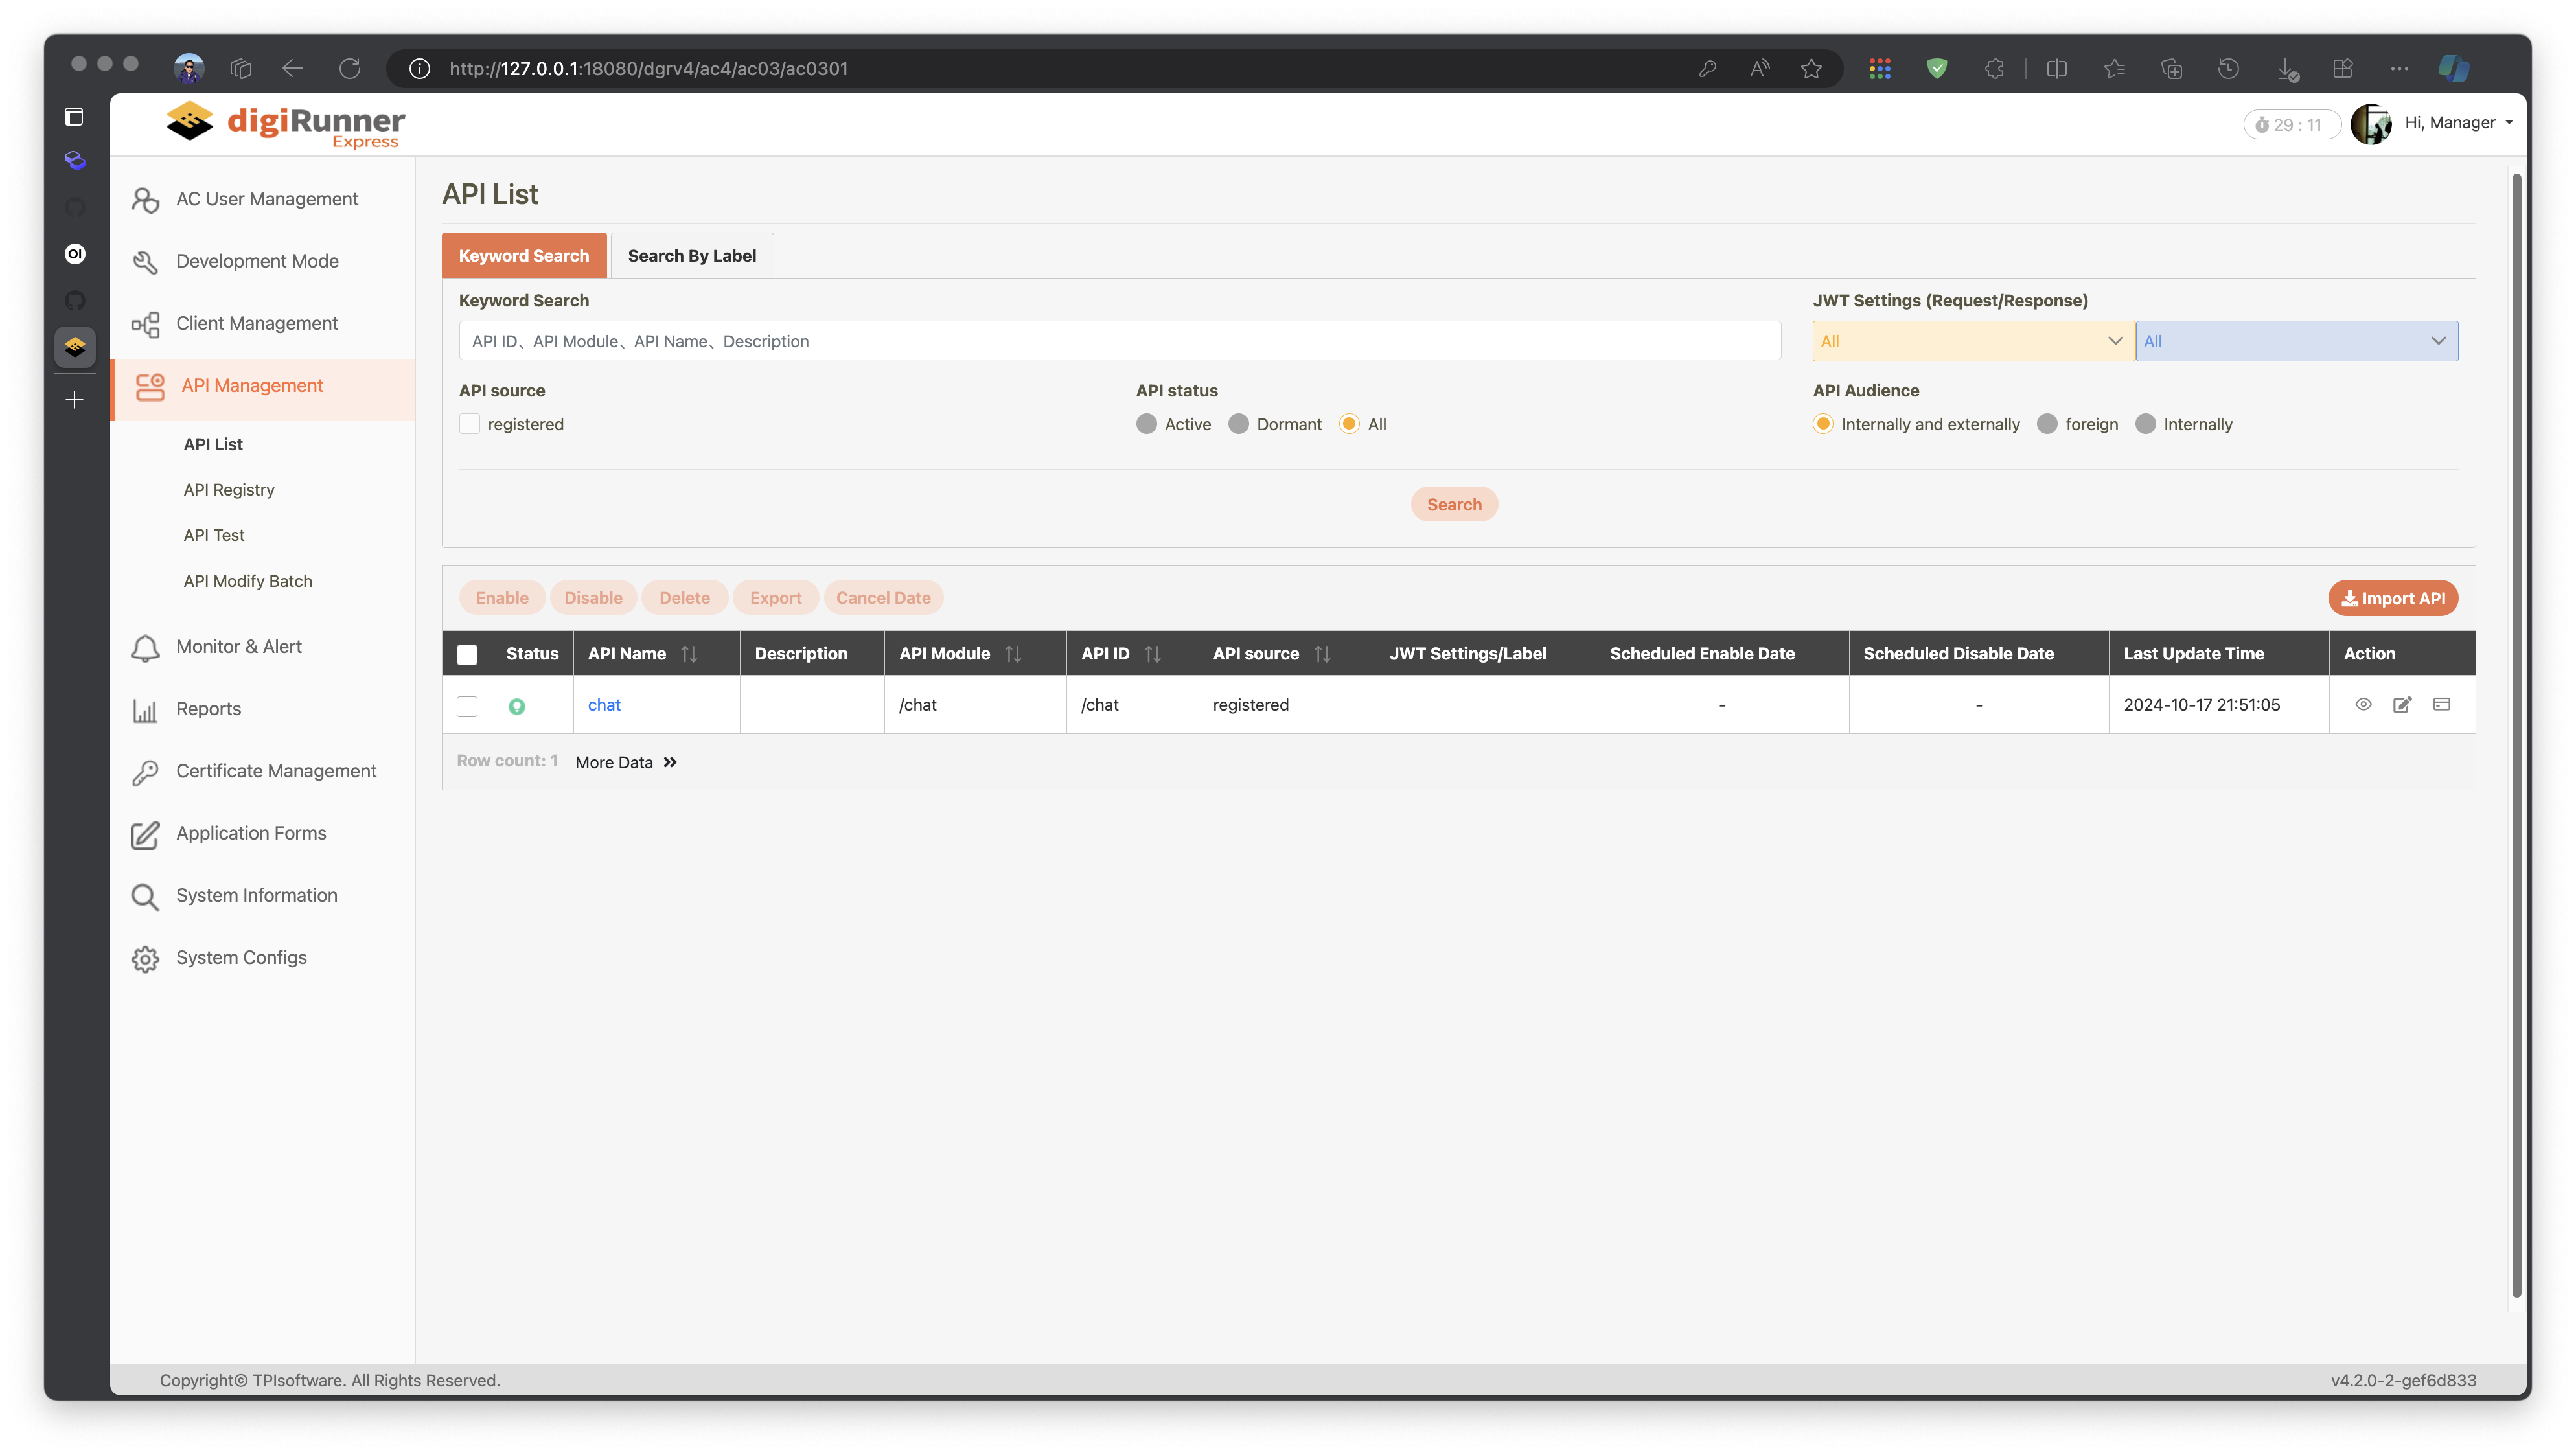 http://127.0.0.1:18080/dgrv4/ac4/ac03/ac0301
digiRunner
Express
29 : 11
Hi, Manager
AC User Management
Development Mode
Client Management
API Management
API List
API Registry
API Test
API Modify Batch
Monitor & Alert
Reports
Certificate Management
Application Forms
System Information
System Configs
API List
Keyword Search
Search By Label
Keyword Search
JWT Settings (Request/Response)
API ID、API Module、API Name、Description
All
All
API source
API status
API Audience
registered
Active
Dormant
All
Internally and externally
foreign
Internally
Search
Enable
Disable
Delete
Export
Cancel Date
Import API
Status
API Name
Description
API Module
API ID
API source
JWT Settings/Label
Scheduled Enable Date
Scheduled Disable Date
Last Update Time
Action
chat
/chat
/chat
registered
-
-
2024-10-17 21:51:05
Row count: 1
More Data
Copyright© TPIsoftware. All Rights Reserved.
v4.2.0-2-gef6d833